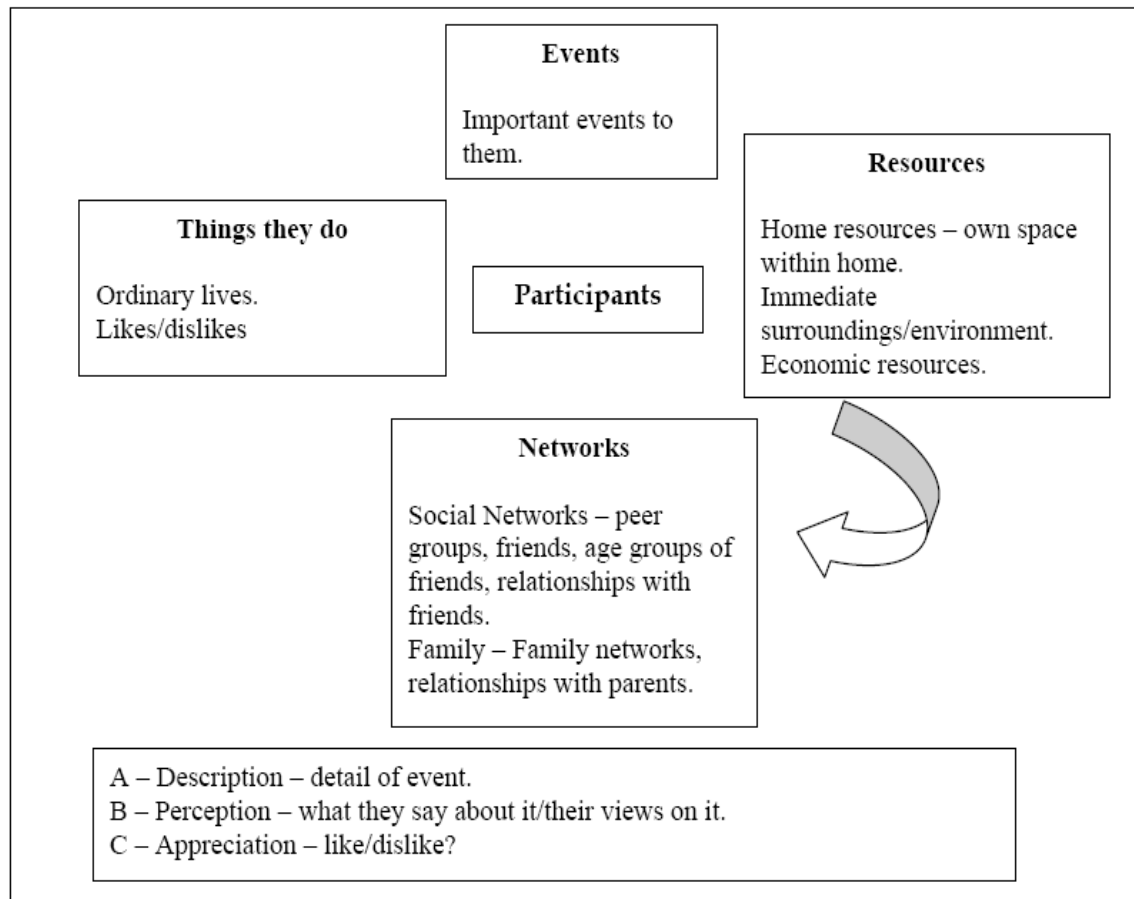 Events
Important events to
them.
Resources
Home resources – own space
within home.
Immediate
surroundings/environment.
Economic resources.
Things they do
Ordinary lives.
Likes/dislikes
Participants
Networks
Social Networks – peer
groups, friends, age groups of
friends, relationships with
friends.
Family – Family networks,
relationships with parents.
A – Description – detail of event.
B – Perception – what they say about it/their views on it.
C – Appreciation – like/dislike?